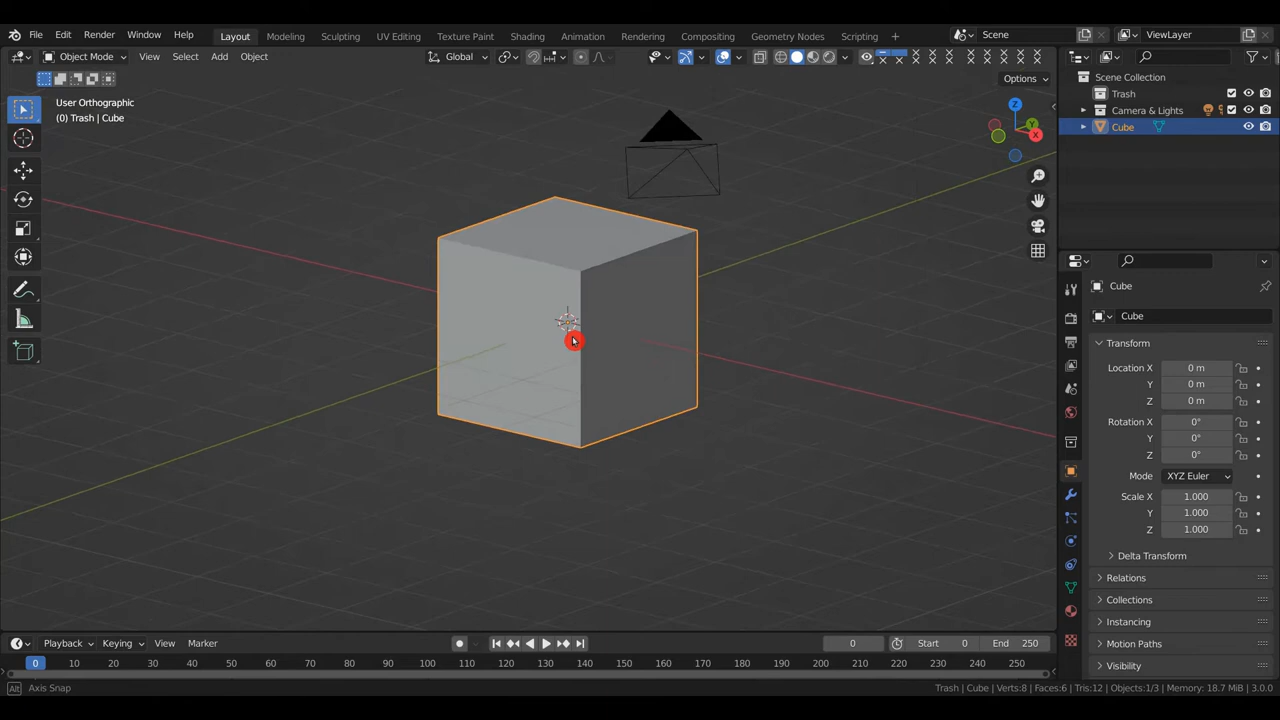 File Edit Render Window Help Layout Modeling Sculpting UV Editing Texture Paint Shading Animation Rendering Compositing Geometry Nodes Scripting + Scene ViewLayer
Object Mode View Select Add Object Global
Options
User Orthographic
(0) Trash | Cube
Z
Y
X
Scene Collection
Trash
Camera & Lights
Cube
Cube
Cube
Transform
Location X 0 m
Y 0 m
Z 0 m
Rotation X 0°
Y 0°
Z 0°
Mode XYZ Euler
Scale X 1.000
Y 1.000
Z 1.000
Delta Transform
Relations
Collections
Instancing
Motion Paths
Visibility
Playback Keying View Marker 0 Start 0 End 250
0 10 20 30 40 50 60 70 80 90 100 110 120 130 140 150 160 170 180 190 200 210 220 230 240 250
Alt Axis Snap Trash | Cube | Verts:8 | Faces:6 | Tris:12 | Objects:1/3 | Memory: 18.7 MiB | 3.0.0